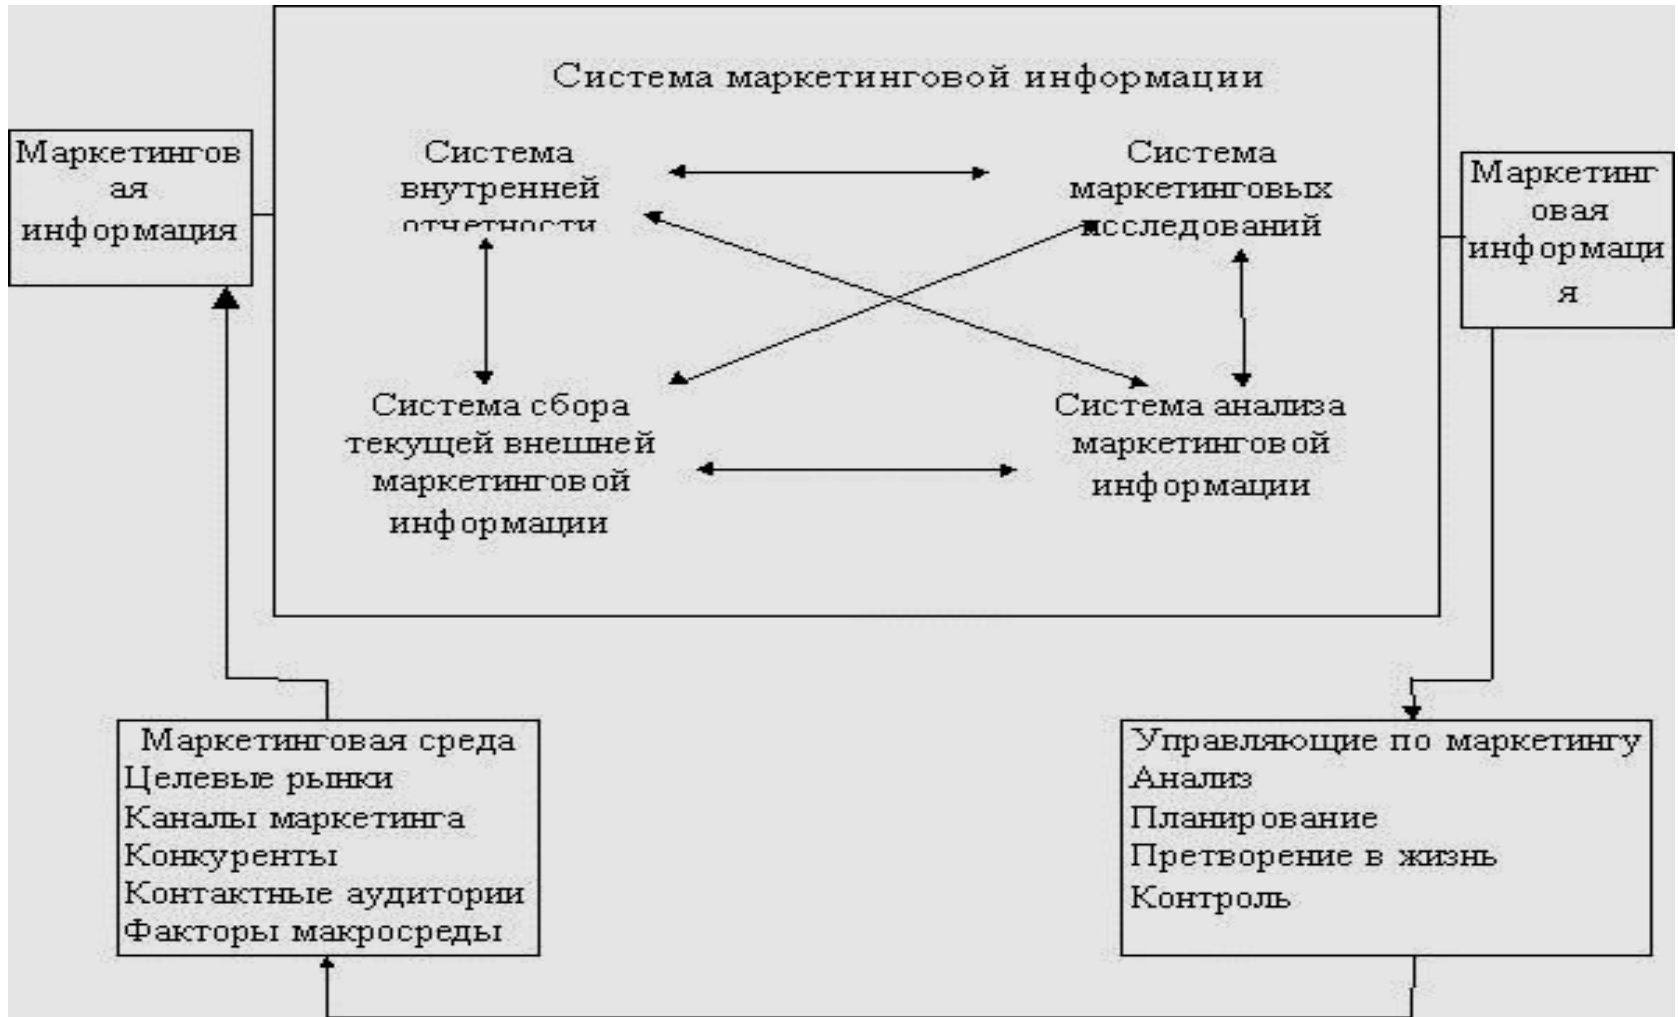 Система маркетинговой информации
Маркетингов
ая
информация
Система
внутренней
отчетности
Система
маркетинговых
исследований
Маркетинг
овая
информаци
я
Система сбора
текущей внешней
маркетинговой
информации
Система анализа
маркетинговой
информации
Маркетинговая среда
Целевые рынки
Каналы маркетинга
Конкуренты
Контактные аудитории
Факторы макросреды
Управляющие по маркетингу
Анализ
Планирование
Претворение в жизнь
Контроль